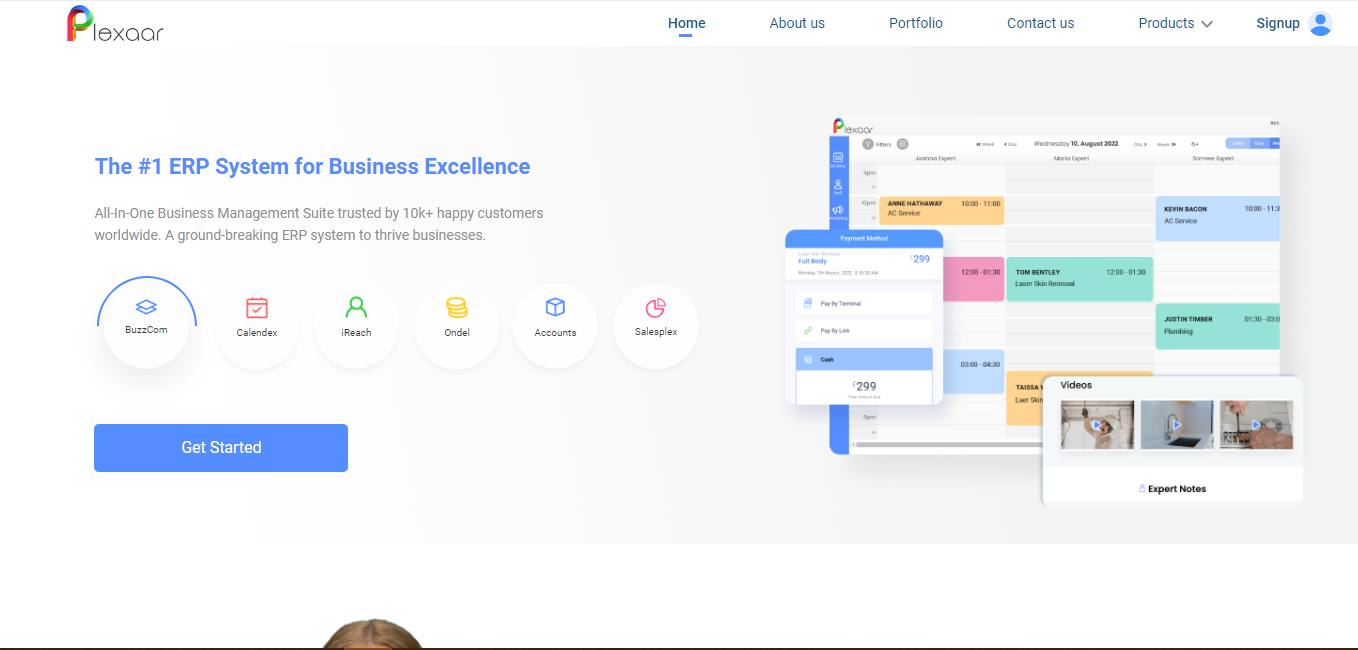 Plexaar
Home
About us
Portfolio
Contact us
Products
Signup
The #1 ERP System for Business Excellence
All-In-One Business Management Suite trusted by 10k+ happy customers
worldwide. A ground-breaking ERP system to thrive businesses.
BuzzCom
Calendex
iReach
Ondel
Accounts
Salesplex
Get Started
Plexaar
Acc
Filters
Week
Day
Wednesday 10, August 2022
Day
Week
Day
We
Joanna Expert
Maria Expert
Sameer Expert
9pm
10pm
ANNE HATHAWAY 10:00 - 11:00
AC Service
KEVIN BACON 10:00 - 11:3
AC Service
12:00 - 01:30
TOM BENTLEY 12:00 - 01:30
Laser Skin Removal
JUSTIN TIMBER 01:30 - 03:0
Plumbing
03:00 - 04:30
TAISSA
Laer Skin
5pm
Payment Method
Laser Hair Removal
Full Body
£299
Monday, 7th March, 2022 | 10:30 AM
Pay By Terminal
Pay By Link
Cash
£299
Total amount due
Videos
Expert Notes